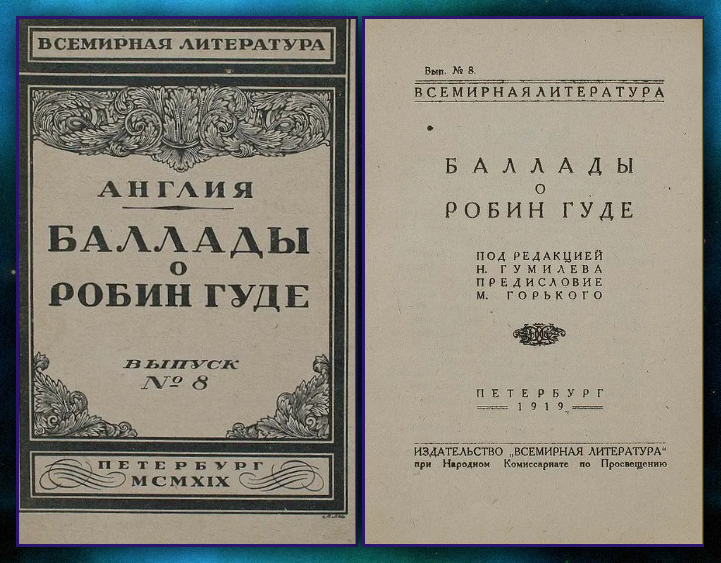 ВСЕМИРНАЯ ЛИТЕРАТУРА
АНГЛИЯ
БАЛЛАДЫ
О
РОБИН ГУДЕ
ВЫПУСК
№ 8
ПЕТЕРБУРГ
MCMXIX
Вып. № 8.
ВСЕМИРНАЯ ЛИТЕРАТУРА
БАЛЛАДЫ
О
РОБИН ГУДЕ
ПОД РЕДАКЦИЕЙ
Н. ГУМИЛЕВА
ПРЕДИСЛОВИЕ
М. ГОРЬКОГО
ПЕТЕРБУРГ
1919
ИЗДАТЕЛЬСТВО „ВСЕМИРНАЯ ЛИТЕРАТУРА“
при Народном Комиссариате по Просвещению